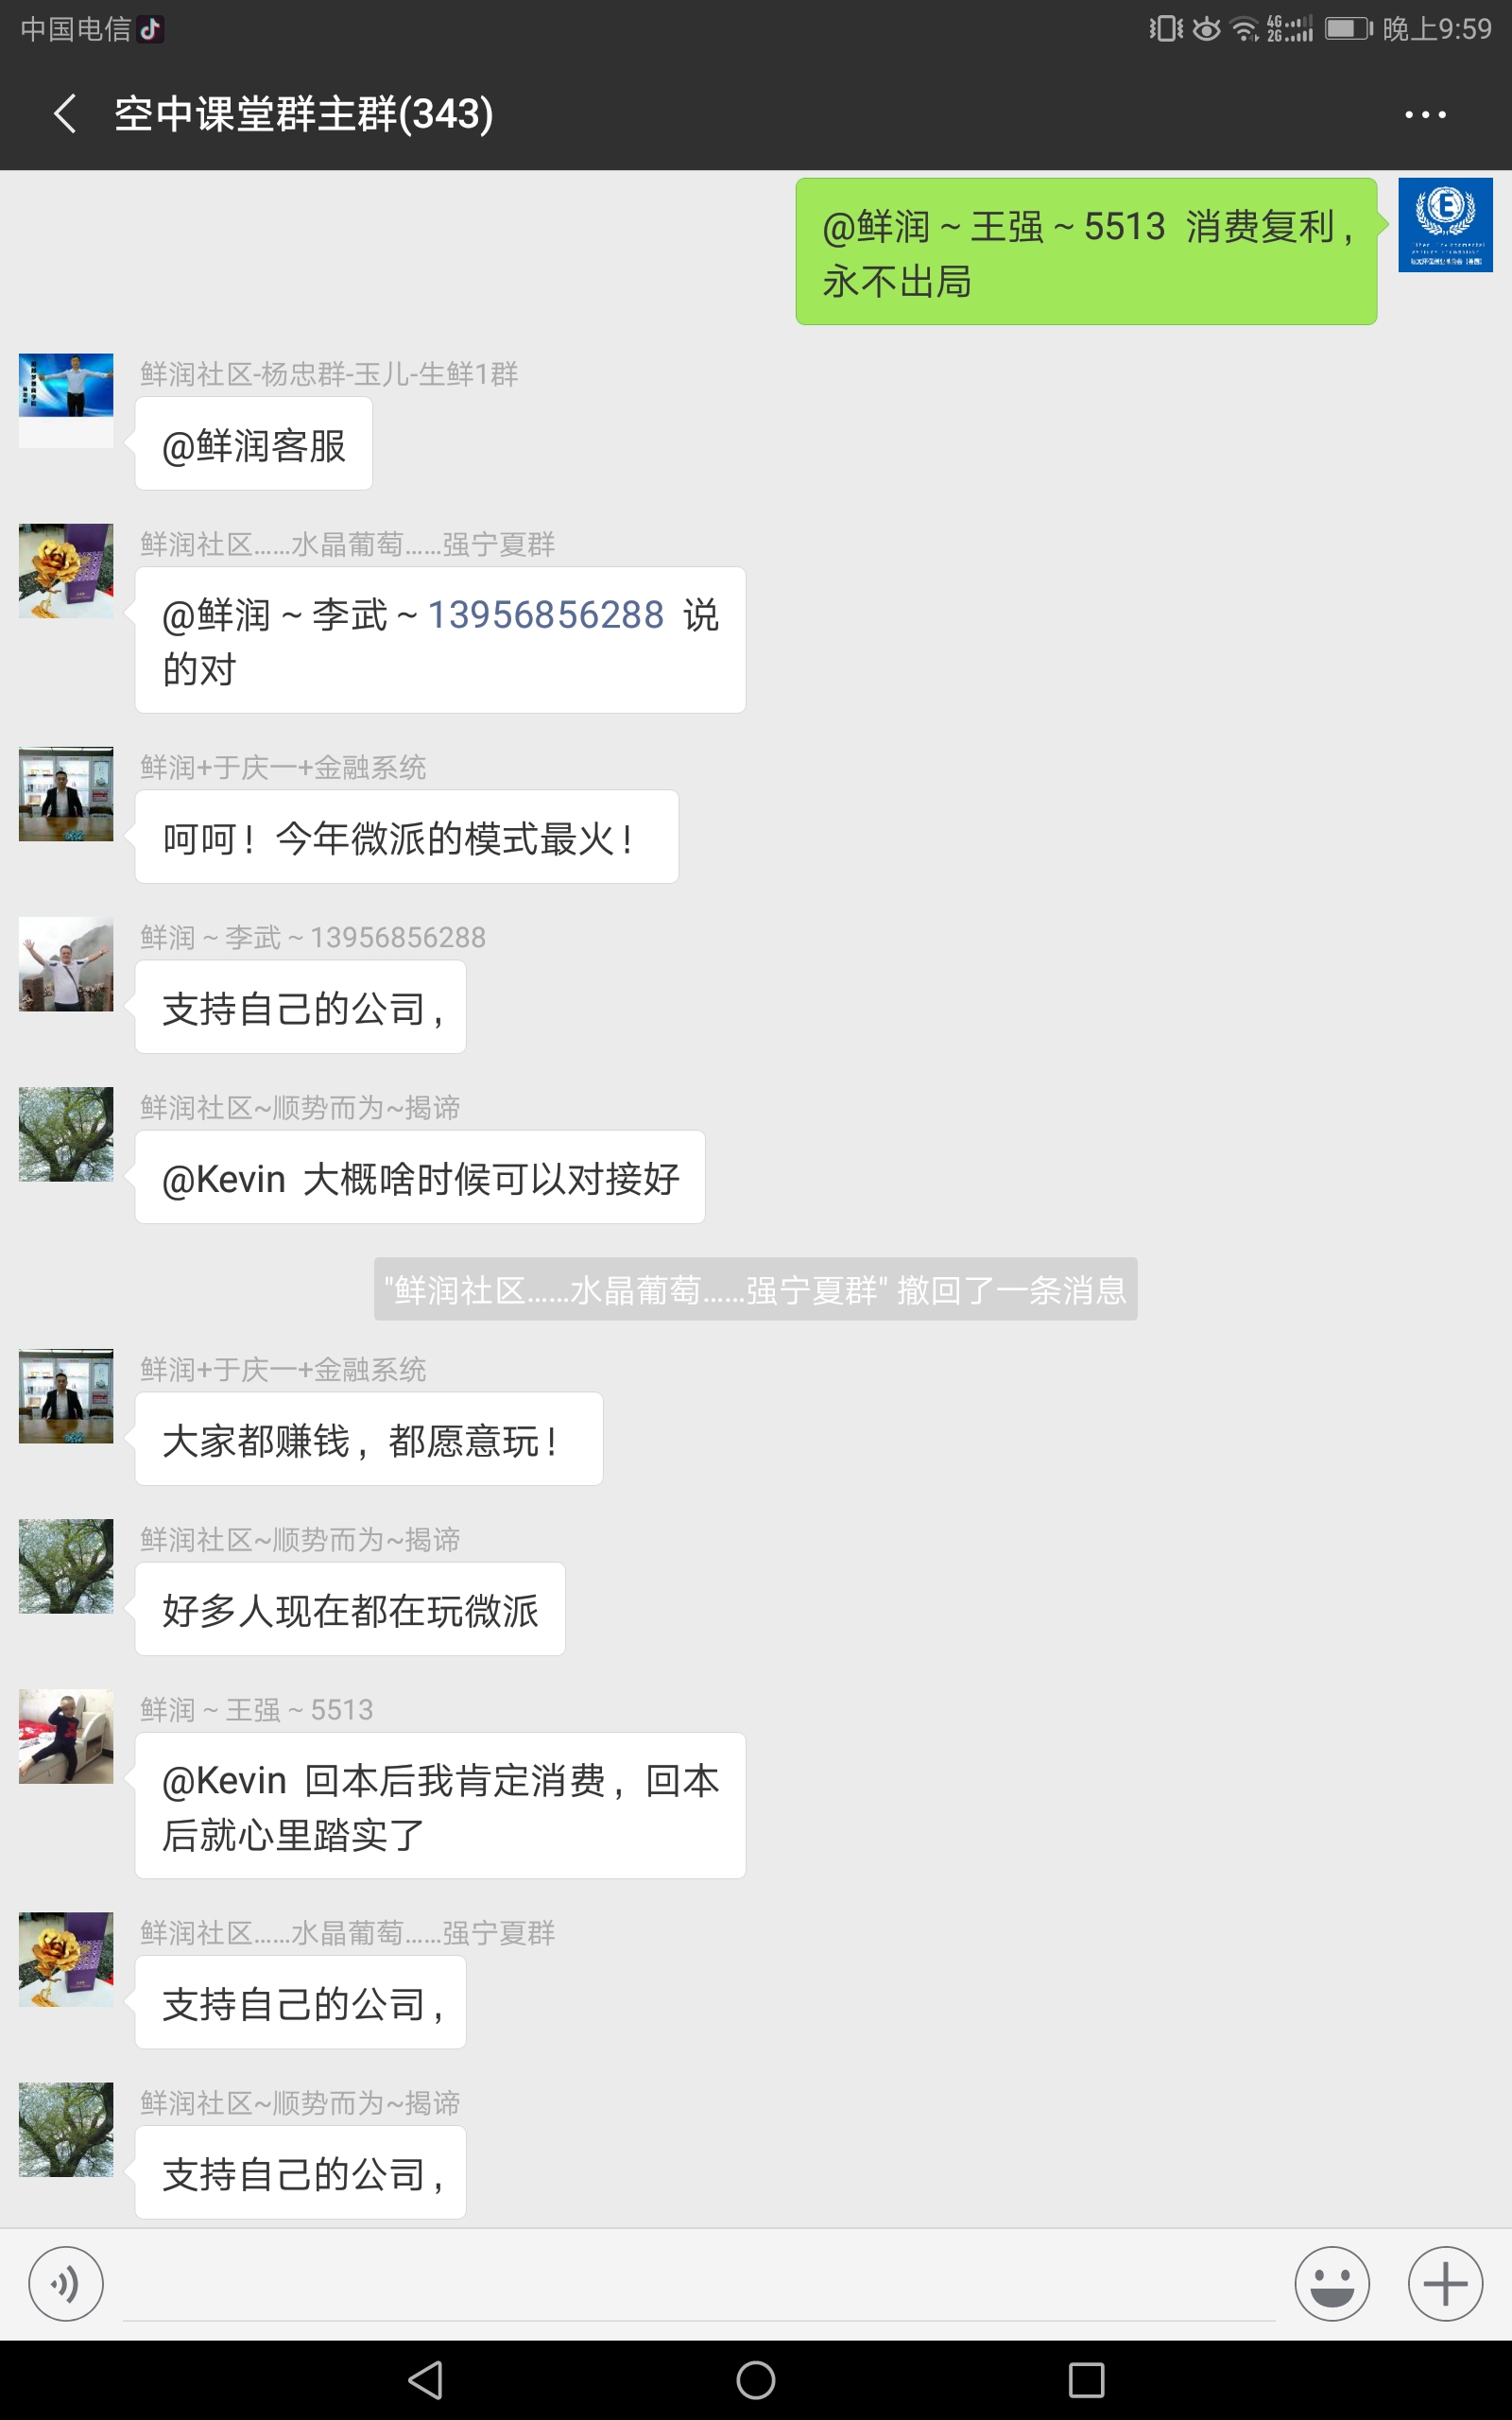 中国电信
4G
2G
晚上9:59
空中课堂群主群(343)
@鲜润～王强～5513 消费复利，
永不出局
鲜润社区-杨忠群-玉儿-生鲜1群
@鲜润客服
鲜润社区……水晶葡萄……强宁夏群
@鲜润～李武～13956856288 说
的对
鲜润+于庆一+金融系统
呵呵！今年微派的模式最火！
鲜润～李武～13956856288
支持自己的公司，
鲜润社区~顺势而为~揭谛
@Kevin 大概啥时候可以对接好
"鲜润社区……水晶葡萄……强宁夏群" 撤回了一条消息
鲜润+于庆一+金融系统
大家都赚钱，都愿意玩！
鲜润社区~顺势而为~揭谛
好多人现在都在玩微派
鲜润～王强～5513
@Kevin 回本后我肯定消费，回本
后就心里踏实了
鲜润社区……水晶葡萄……强宁夏群
支持自己的公司，
鲜润社区~顺势而为~揭谛
支持自己的公司，